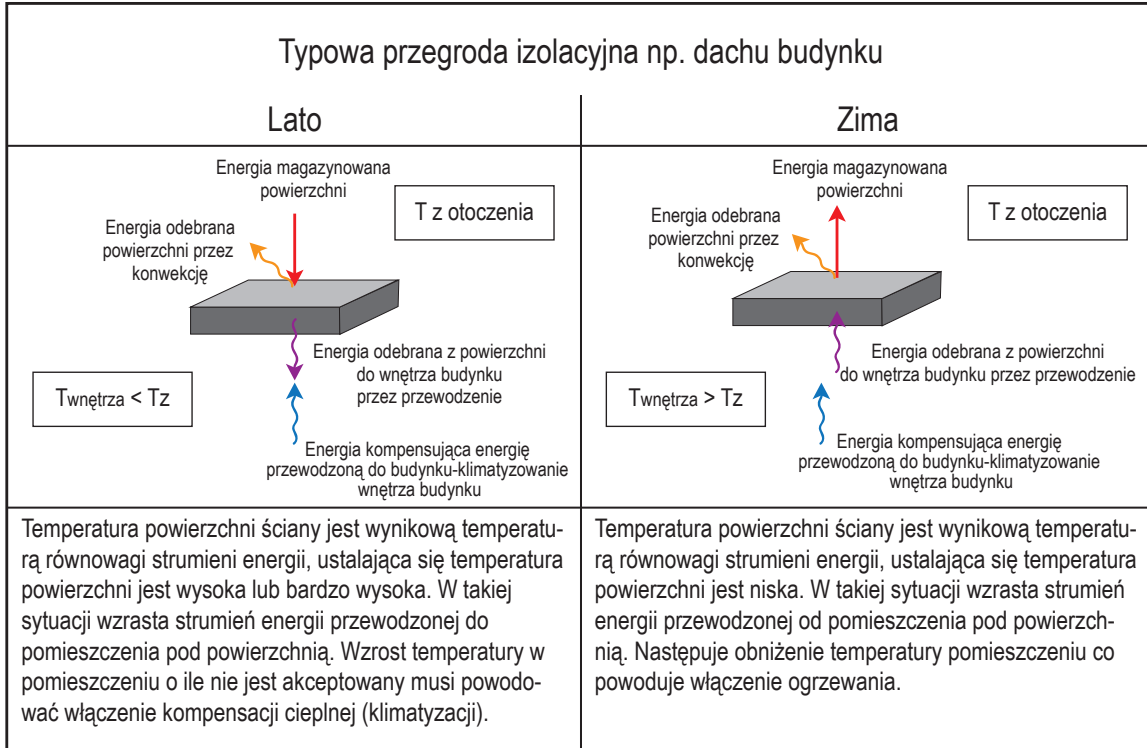 Typowa przegroda izolacyjna np. dachu budynku
Lato
Energia magazynowana
powierzchni
T z otoczenia
Energia odebrana
powierzchni przez
konwekcję
Energia odebrana z powierzchni
do wnętrza budynku
przez przewodzenie
Twnętrza < Tz
Energia kompensująca energię
przewodzoną do budynku-klimatyzowanie
wnętrza budynku
Temperatura powierzchni ściany jest wynikową temperatu-
rą równowagi strumieni energii, ustalająca się temperatura
powierzchni jest wysoka lub bardzo wysoka. W takiej
sytuacji wzrasta strumień energii przewodzonej do
pomieszczenia pod powierzchnią. Wzrost temperatury w
pomieszczeniu o ile nie jest akceptowany musi powodo-
wać włączenie kompensacji cieplnej (klimatyzacji).
Zima
Energia magazynowana
powierzchni
T z otoczenia
Energia odebrana
powierzchni przez
konwekcję
Energia odebrana z powierzchni
do wnętrza budynku przez przewodzenie
Twnętrza > Tz
Energia kompensująca energię
przewodzoną do budynku-klimatyzowanie
wnętrza budynku
Temperatura powierzchni ściany jest wynikową temperatu-
rą równowagi strumieni energii, ustalająca się temperatura
powierzchni jest niska. W takiej sytuacji wzrasta strumień
energii przewodzonej od pomieszczenia pod powierzch-
nią. Następuje obniżenie temperatury pomieszczeniu co
powoduje włączenie ogrzewania.